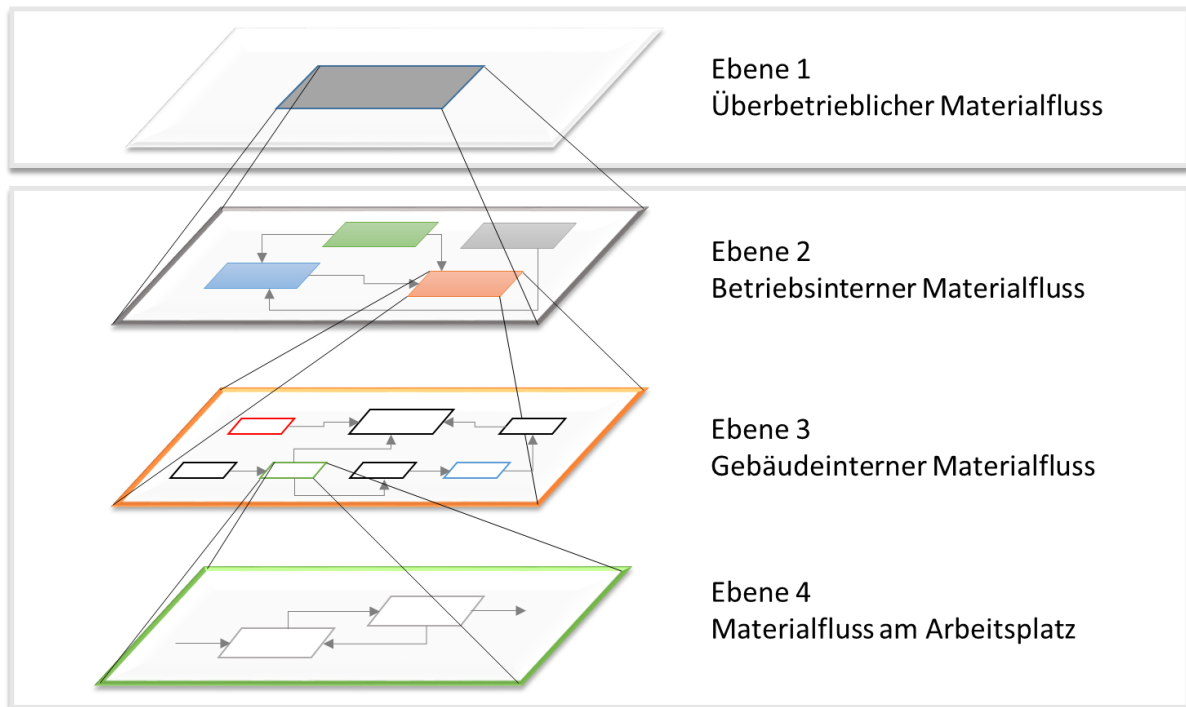 Ebene 1
Überbetrieblicher Materialfluss
Ebene 2
Betriebsinterner Materialfluss
Ebene 3
Gebäudeinterner Materialfluss
Ebene 4
Materialfluss am Arbeitsplatz